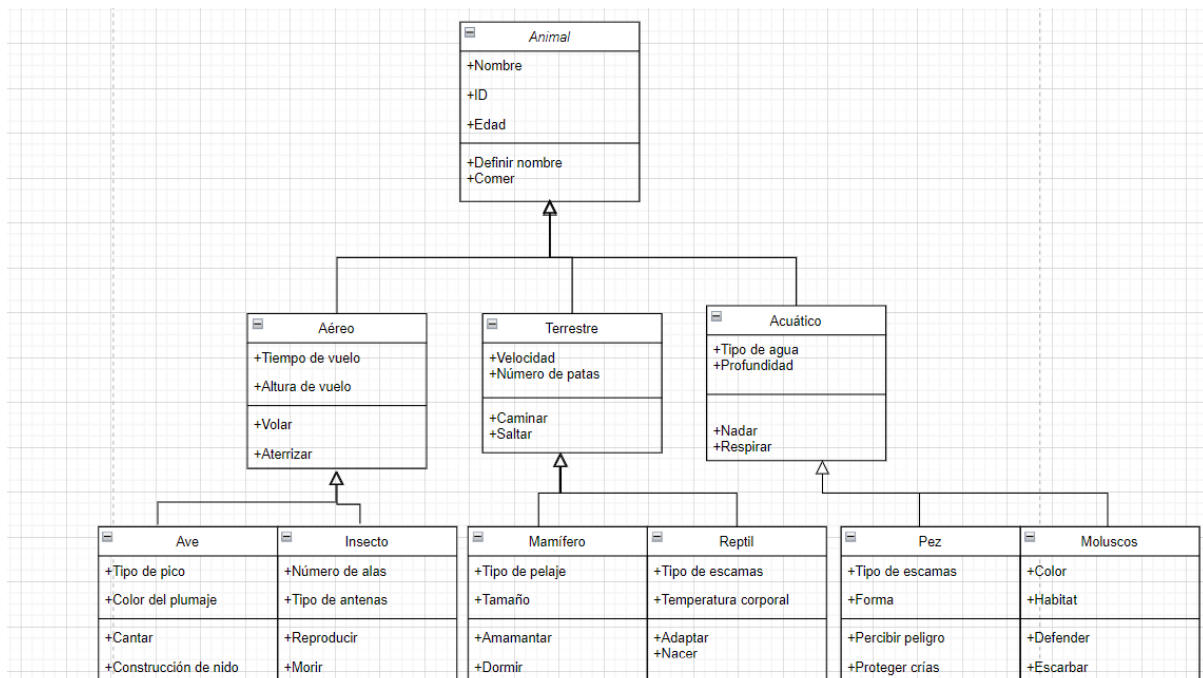 Animal
+Nombre
+ID
+Edad
+Definir nombre
+Comer
Aéreo
+Tiempo de vuelo
+Altura de vuelo
+Volar
+Aterrizar
Terrestre
+Velocidad
+Número de patas
+Caminar
+Saltar
Acuático
+Tipo de agua
+Profundidad
+Nadar
+Respirar
Ave
+Tipo de pico
+Color del plumaje
+Cantar
+Construcción de nido
Insecto
+Número de alas
+Tipo de antenas
+Reproducir
+Morir
Mamífero
+Tipo de pelaje
+Tamaño
+Amamantar
+Dormir
Reptil
+Tipo de escamas
+Temperatura corporal
+Adaptar
+Nacer
Pez
+Tipo de escamas
+Forma
+Percibir peligro
+Proteger crías
Moluscos
+Color
+Habitat
+Defender
+Escarbar